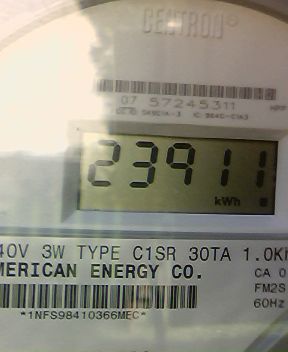 CENTRON®
07 57245311
23911
kWh
40V 3W TYPE C1SR 30TA 1.0Kh
MERICAN ENERGY CO.
CA 0
FM2S
60Hz
*1NFS98410366MEC*